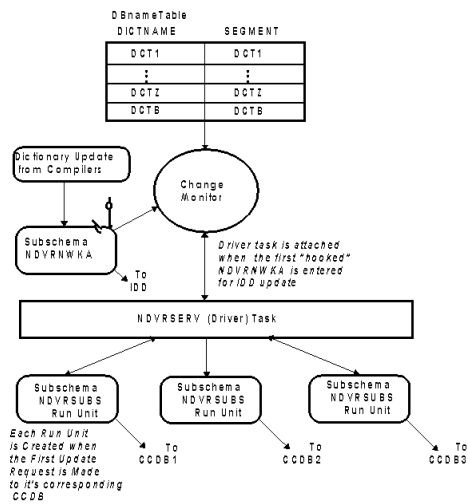 DBnameTable
DICTNAME SEGMENT
DCT1 DCT1
DCTZ DCTZ
DCTB DCTB
Dictionary Update
from Compilers
Change
Monitor
Subschema
NDVRNWKA
To
IDD
Driver task is attached
when the first "hooked"
NDVRNWKA is entered
for IDD update
NDVRSERV (Driver) Task
Subschema
NDVRSUBS
Run Unit
Subschema
NDVRSUBS
Run Unit
Subschema
NDVRSUBS
Run Unit
Each Run Unit
is Created when
the First Update
Request is Made
to it's corresponding
CCDB
To
CCDB1
To
CCDB2
To
CCDB3